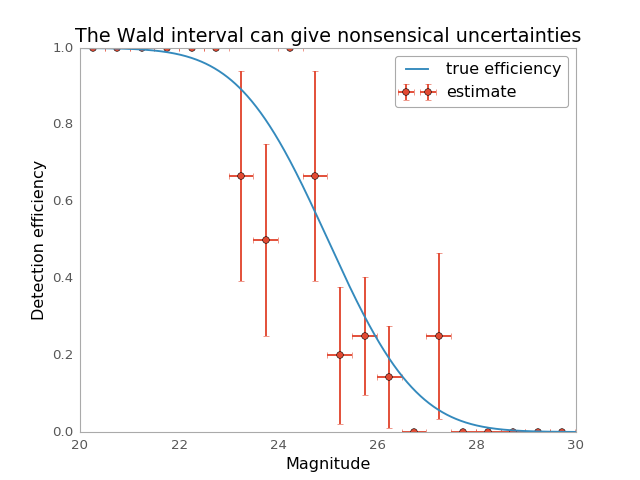 The Wald interval can give nonsensical uncertainties
1.0
true efficiency
estimate
0.8
0.6
0.4
0.2
0.0
Detection efficiency
20 22 24 26 28 30
Magnitude